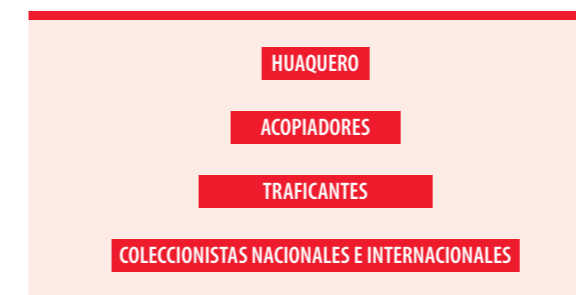 HUAQUERO
ACOPIADORES
TRAFICANTES
COLECCIONISTAS NACIONALES E INTERNACIONALES